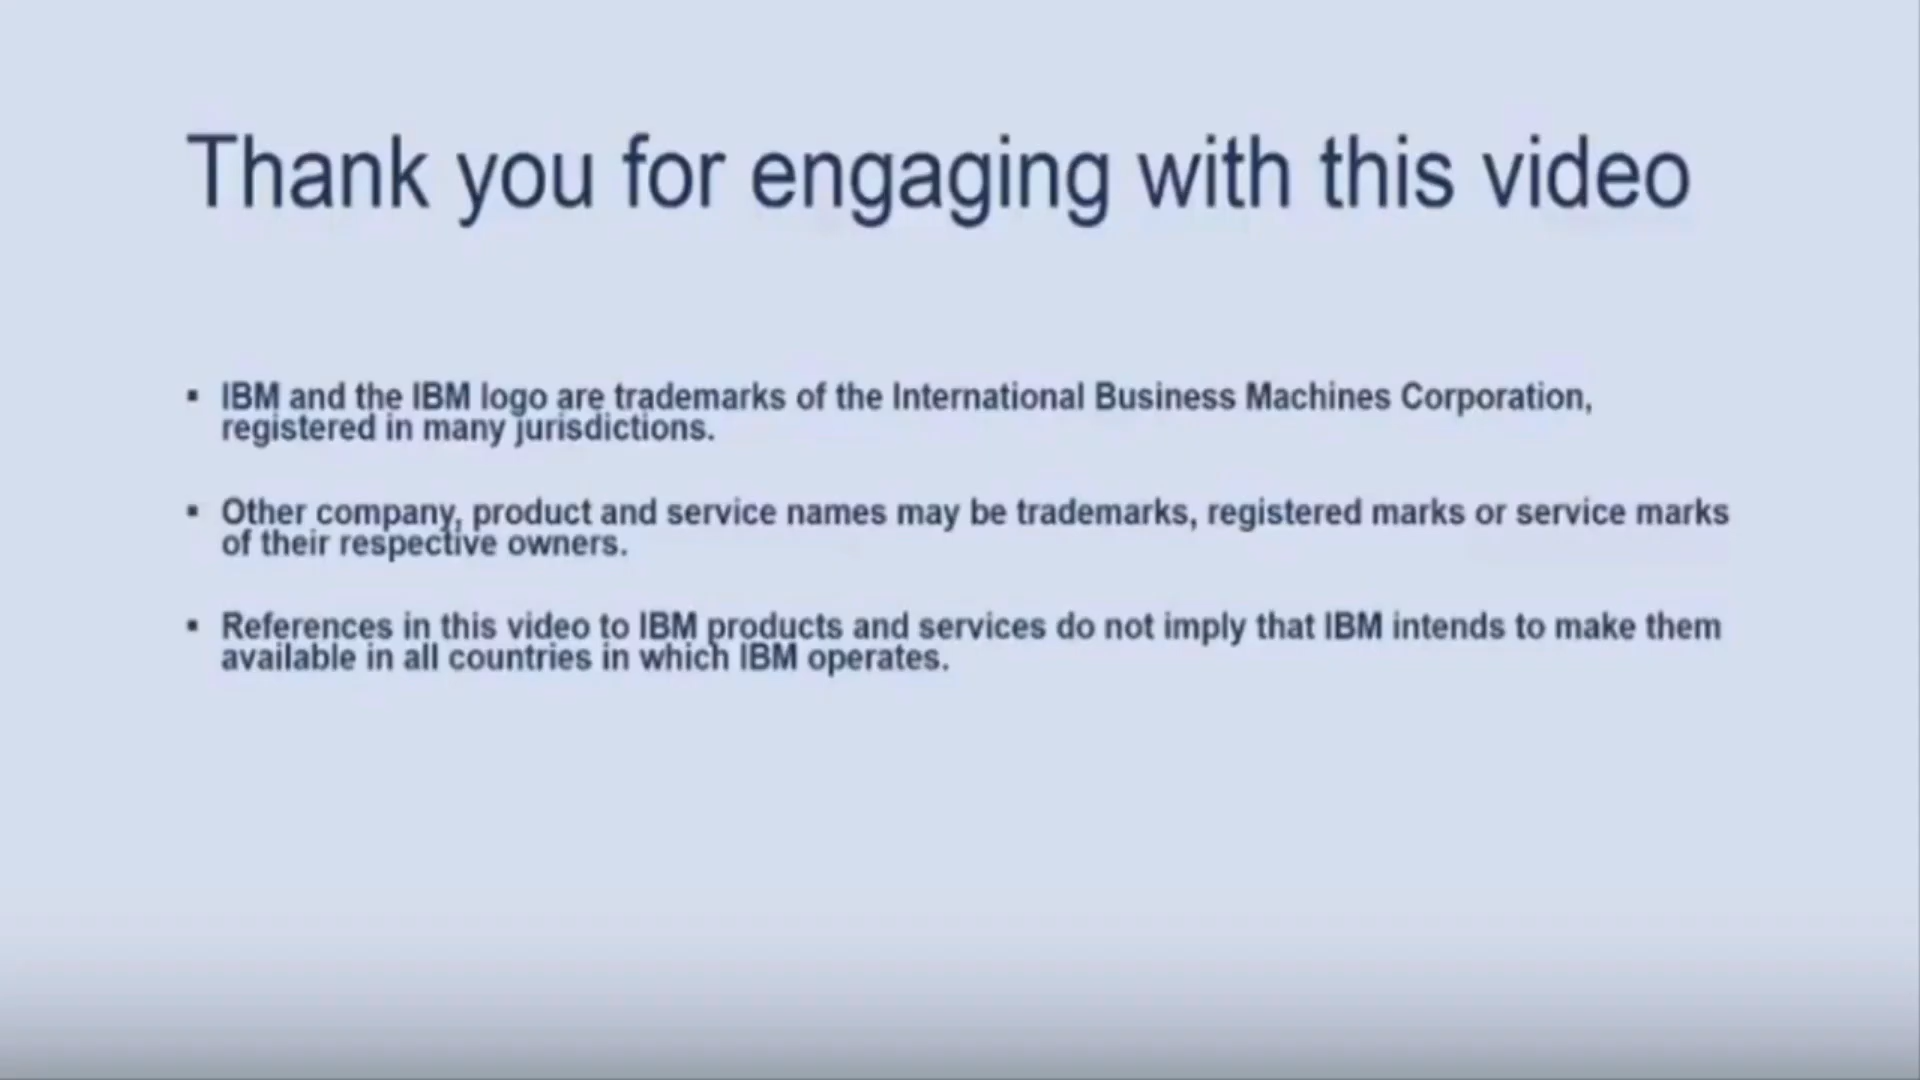 Thank you for engaging with this video
▪ IBM and the IBM logo are trademarks of the International Business Machines Corporation,
registered in many jurisdictions.
▪ Other company, product and service names may be trademarks, registered marks or service marks
of their respective owners.
▪ References in this video to IBM products and services do not imply that IBM intends to make them
available in all countries in which IBM operates.